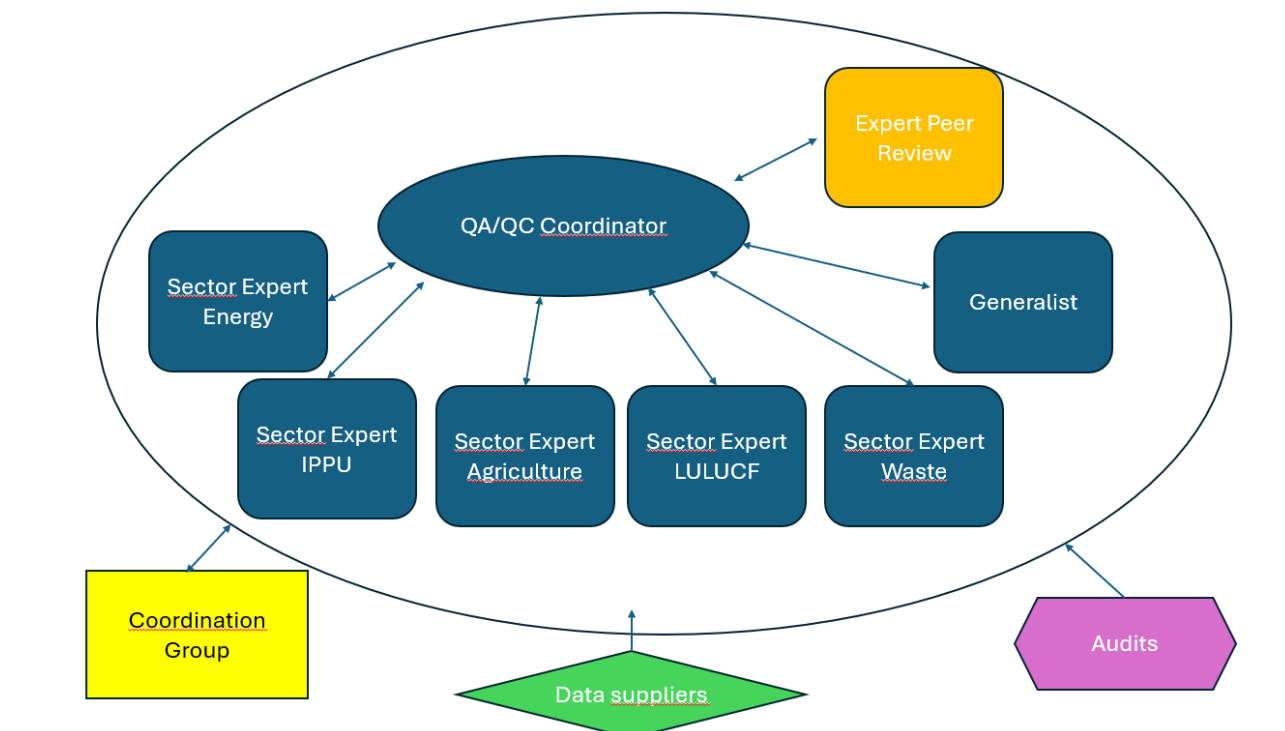 Expert Peer
Review
QA/QC Coordinator
Sector Expert
Energy
Generalist
Sector Expert
IPPU
Sector Expert
Agriculture
Sector Expert
LULUCF
Sector Expert
Waste
Coordination
Group
Audits
Data suppliers